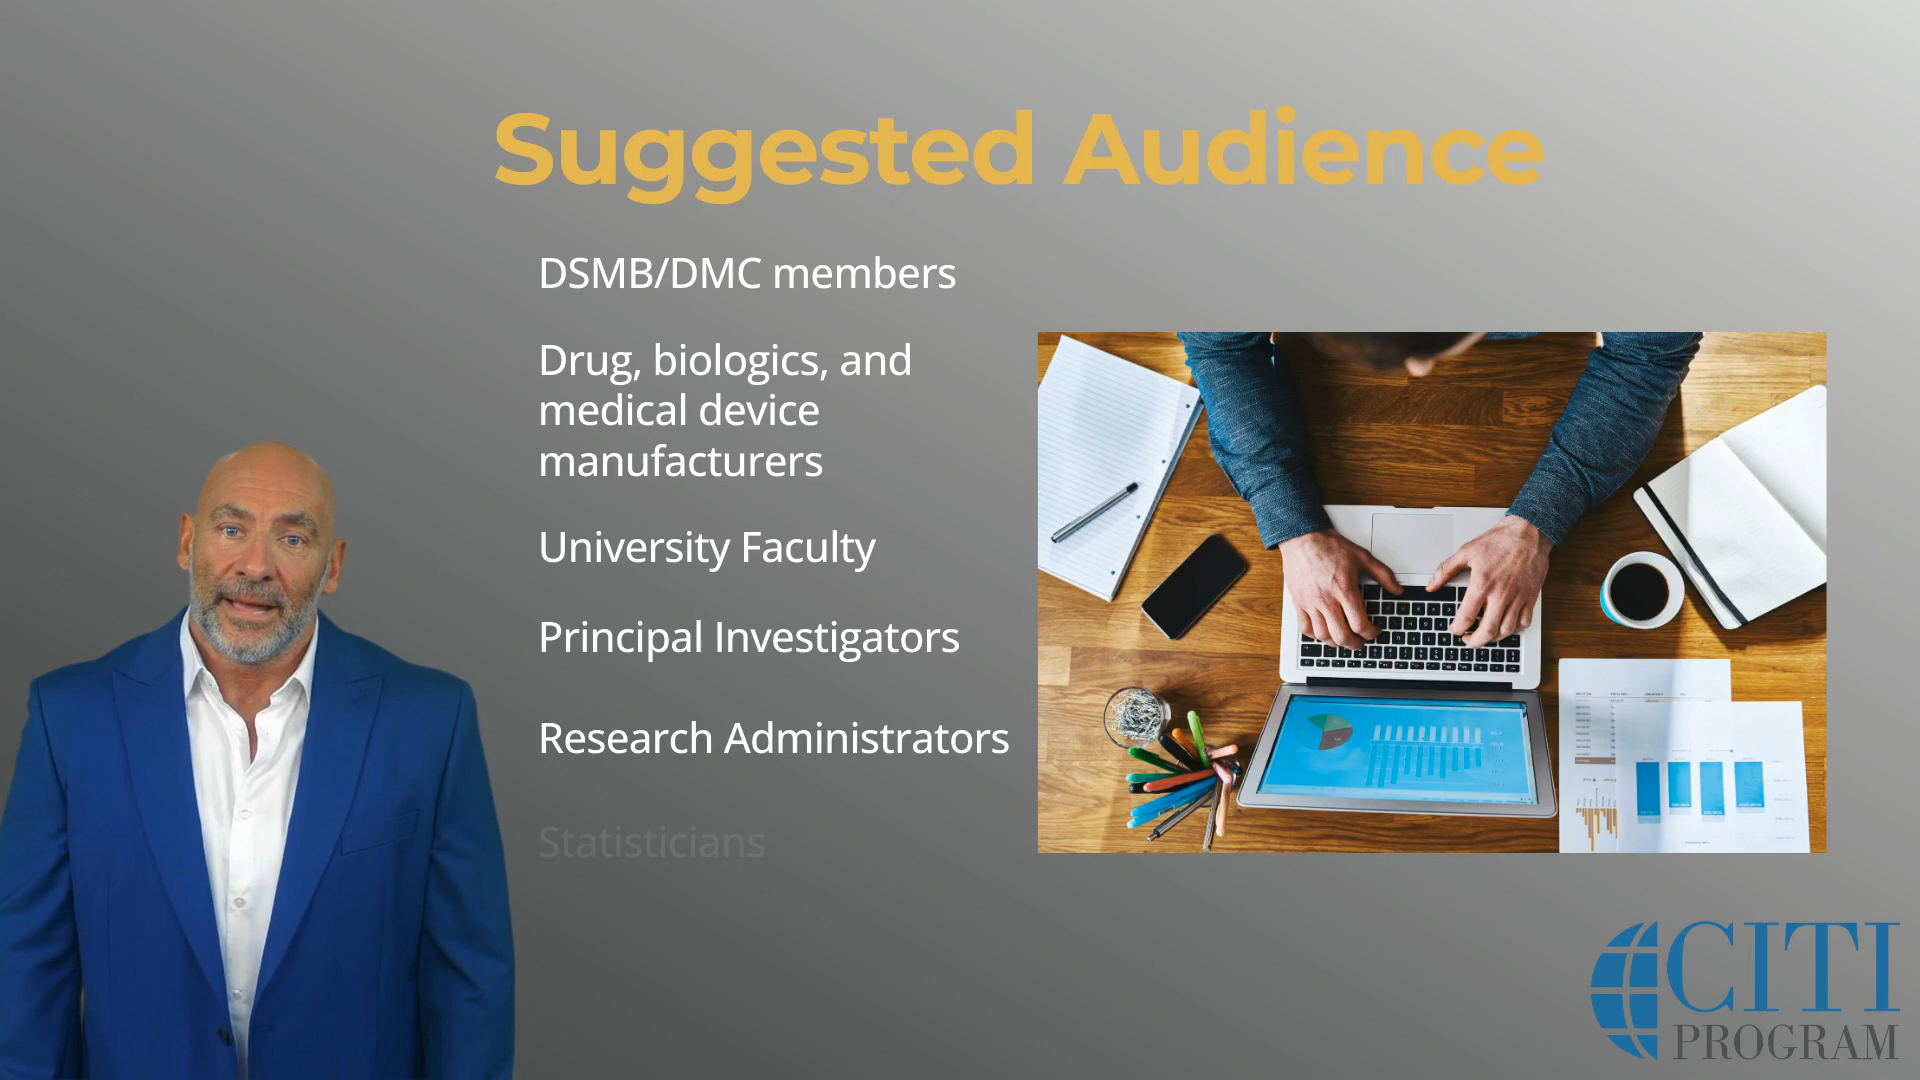 Suggested Audience
DSMB/DMC members
Drug, biologics, and
medical device
manufacturers
University Faculty
Principal Investigators
Research Administrators
Statisticians
CITI
PROGRAM